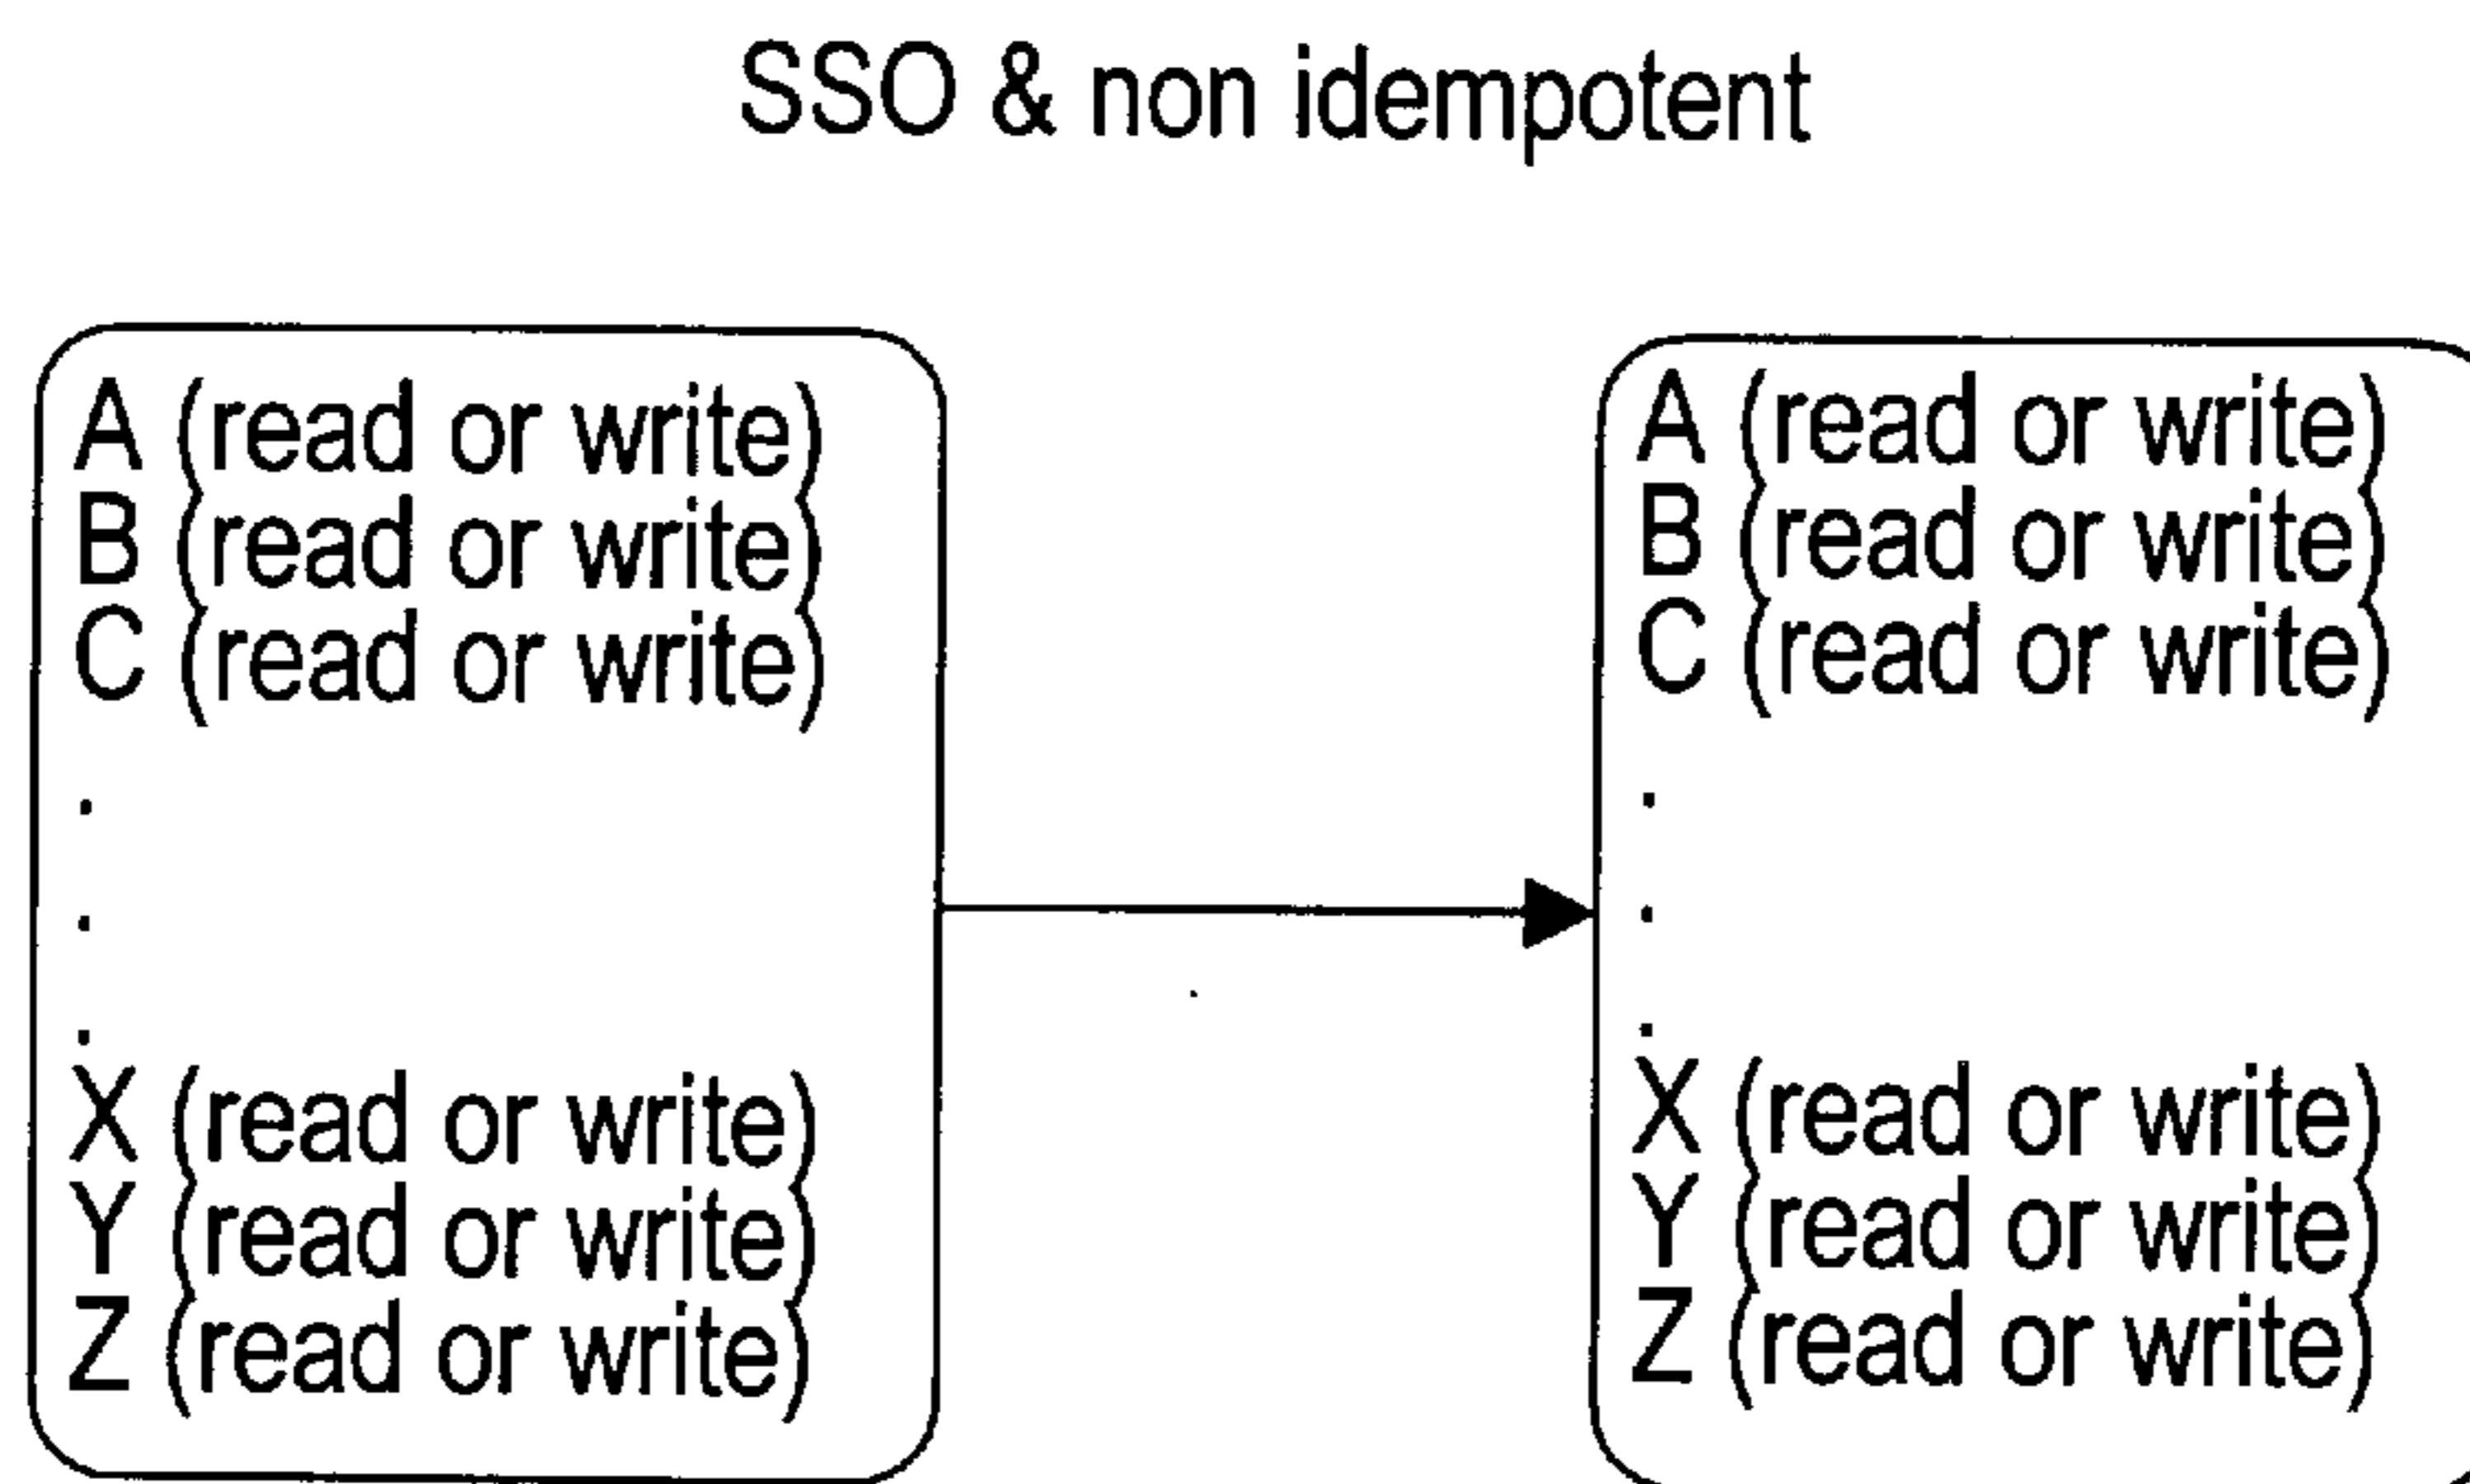 SSO & non idempotent
A (read or write)
B (read or write)
C (read or write)
.
.
.
X (read or write)
Y (read or write)
Z (read or write)
A (read or write)
B (read or write)
C (read or write)
.
.
.
X (read or write)
Y (read or write)
Z (read or write)